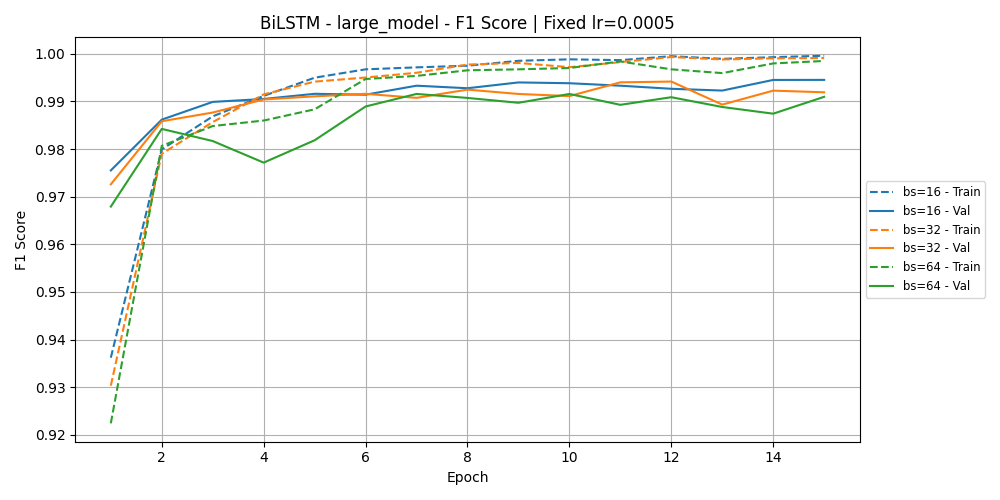 BiLSTM - large_model - F1 Score | Fixed lr=0.0005
F1 Score
1.00
0.99
0.98
0.97
0.96
0.95
0.94
0.93
0.92
2 4 6 8 10 12 14
Epoch
bs=16 - Train
bs=16 - Val
bs=32 - Train
bs=32 - Val
bs=64 - Train
bs=64 - Val